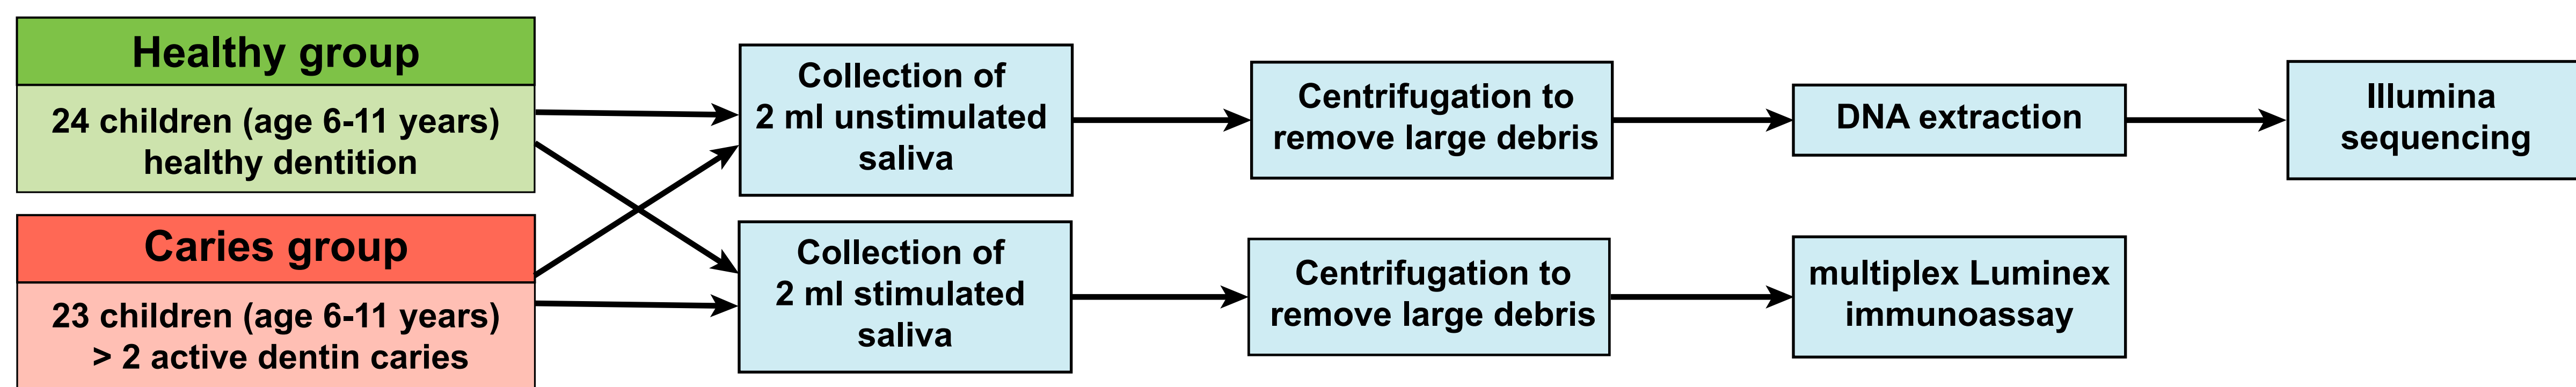 Healthy group
24 children (age 6-11 years)
healthy dentition
Caries group
23 children (age 6-11 years)
> 2 active dentin caries
Collection of
2 ml unstimulated
saliva
Centrifugation to
remove large debris
DNA extraction
Illumina
sequencing
Collection of
2 ml stimulated
saliva
Centrifugation to
remove large debris
multiplex Luminex
immunoassay